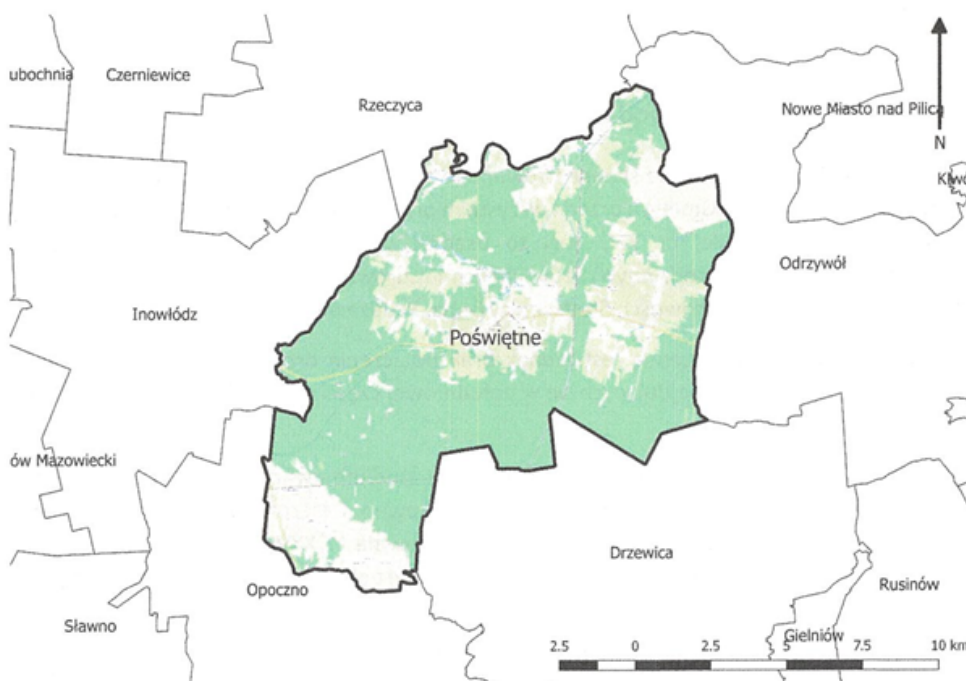 ubochnia
Czerniewice
Rzeczyca
Nowe Miasto nad Pilicą
N
Odrzywół
Inowłódz
Poświętne
ów Mazowiecki
Drzewica
Opoczno
Rusinów
Sławno
Gielniów
2.5 0 2.5 5 7.5 10 km